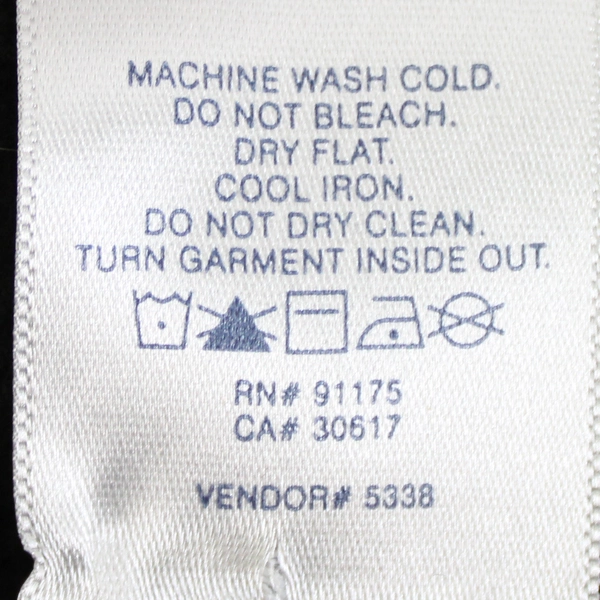 MACHINE WASH COLD.
DO NOT BLEACH.
DRY FLAT.
COOL IRON.
DO NOT DRY CLEAN.
TURN GARMENT INSIDE OUT.
RN# 91175
CA# 30617
VENDOR# 5338